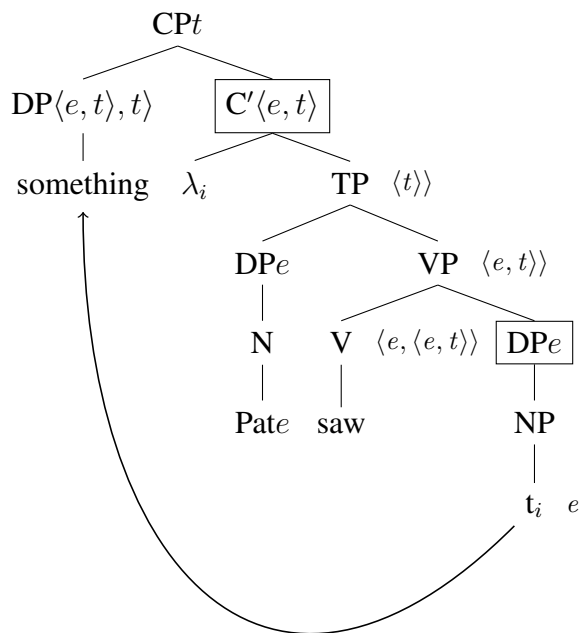 CPt
DP⟨e, t⟩, t⟩ C′⟨e, t⟩
something λᵢ TP ⟨t⟩⟩
DPe VP ⟨e, t⟩⟩
N V ⟨e, ⟨e, t⟩⟩ DPe
Pate saw NP
tᵢ e